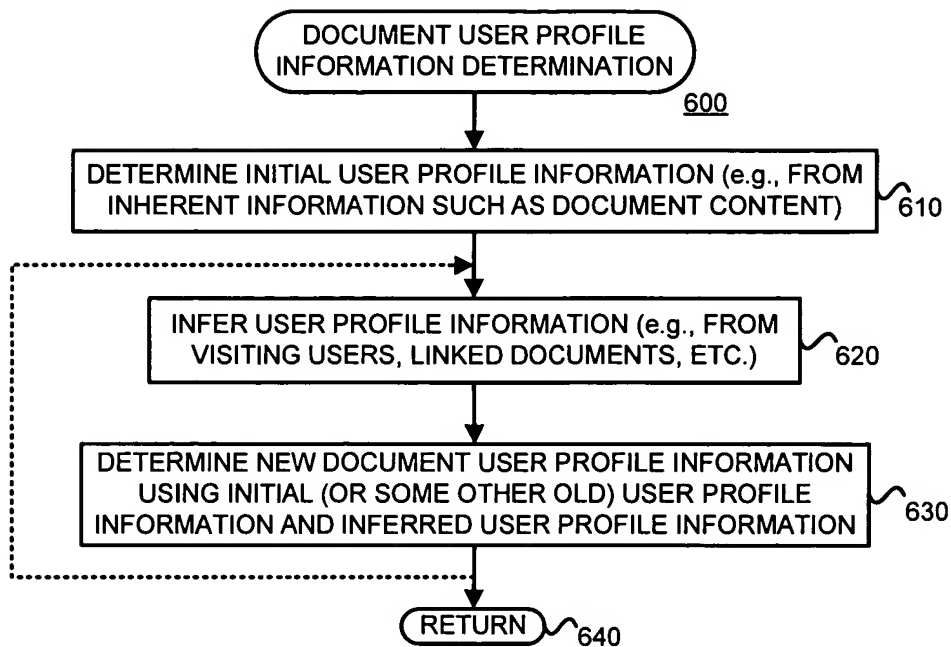 DOCUMENT USER PROFILE
INFORMATION DETERMINATION
600
DETERMINE INITIAL USER PROFILE INFORMATION (e.g., FROM
INHERENT INFORMATION SUCH AS DOCUMENT CONTENT)
610
INFER USER PROFILE INFORMATION (e.g., FROM
VISITING USERS, LINKED DOCUMENTS, ETC.)
620
DETERMINE NEW DOCUMENT USER PROFILE INFORMATION
USING INITIAL (OR SOME OTHER OLD) USER PROFILE
INFORMATION AND INFERRED USER PROFILE INFORMATION
630
RETURN
640